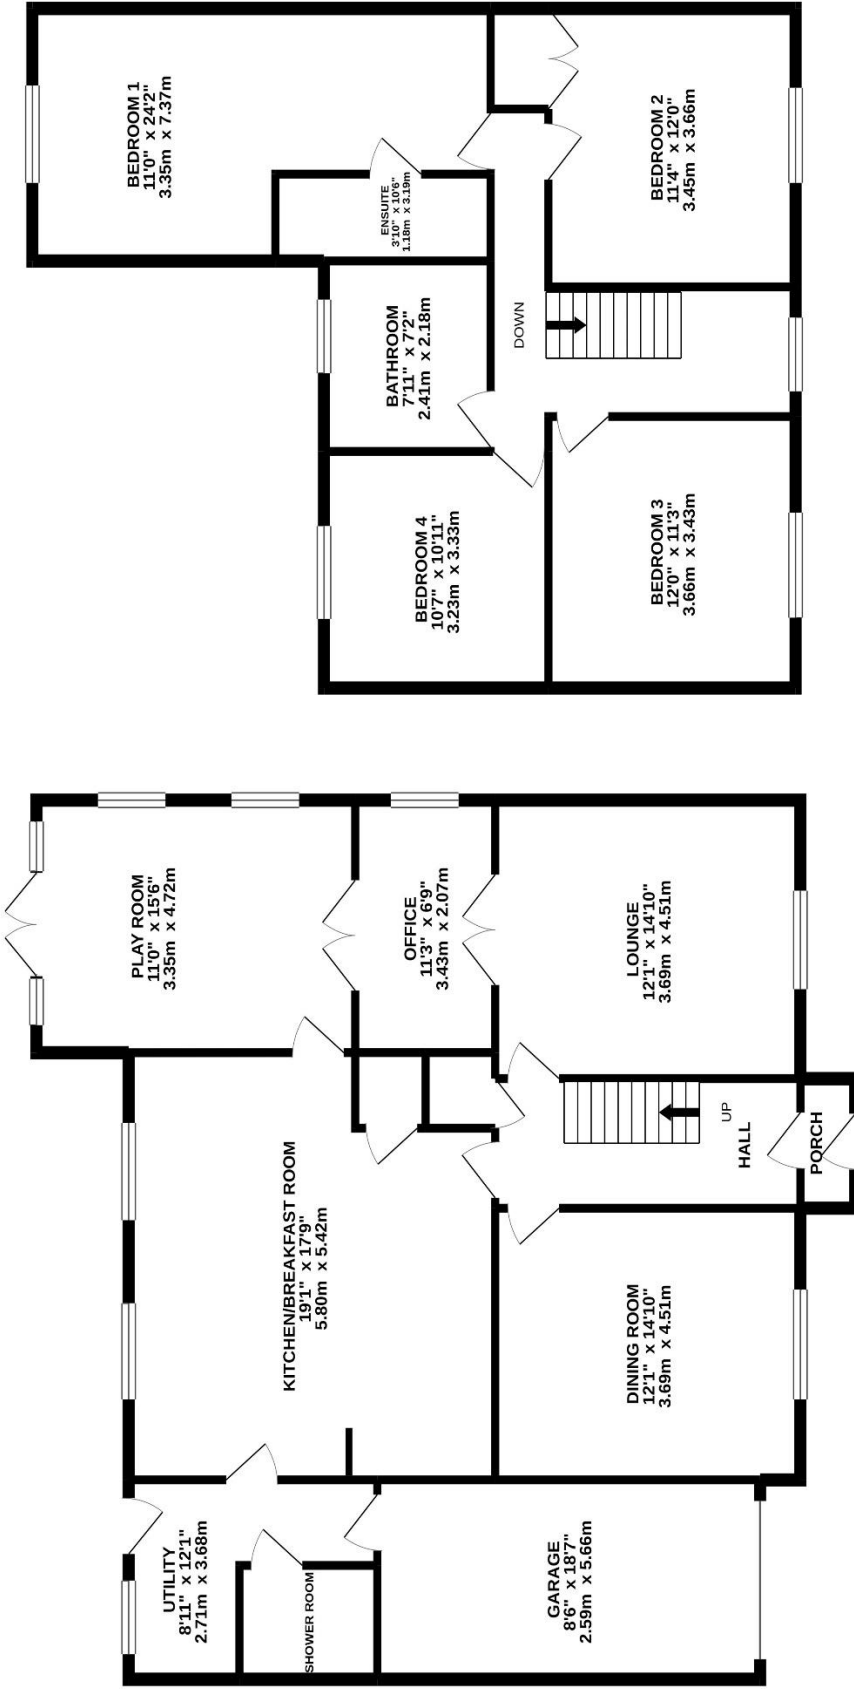 BEDROOM 1
11'0" x 24'2"
3.35m x 7.37m
BEDROOM 2
11'4" x 12'0"
3.45m x 3.66m
ENSUITE
3'10" x 10'6"
1.18m x 3.19m
BATHROOM
7'11" x 7'2"
2.41m x 2.18m
DOWN
BEDROOM 4
10'7" x 10'11"
3.23m x 3.33m
BEDROOM 3
12'0" x 11'3"
3.66m x 3.43m
PLAY ROOM
11'0" x 15'6"
3.35m x 4.72m
OFFICE
11'3" x 6'9"
3.43m x 2.07m
LOUNGE
12'1" x 14'10"
3.69m x 4.51m
UP
HALL
PORCH
KITCHEN/BREAKFAST ROOM
19'1" x 17'9"
5.80m x 5.42m
DINING ROOM
12'1" x 14'10"
3.69m x 4.51m
UTILITY
8'11" x 12'1"
2.71m x 3.68m
SHOWER ROOM
GARAGE
8'6" x 18'7"
2.59m x 5.66m